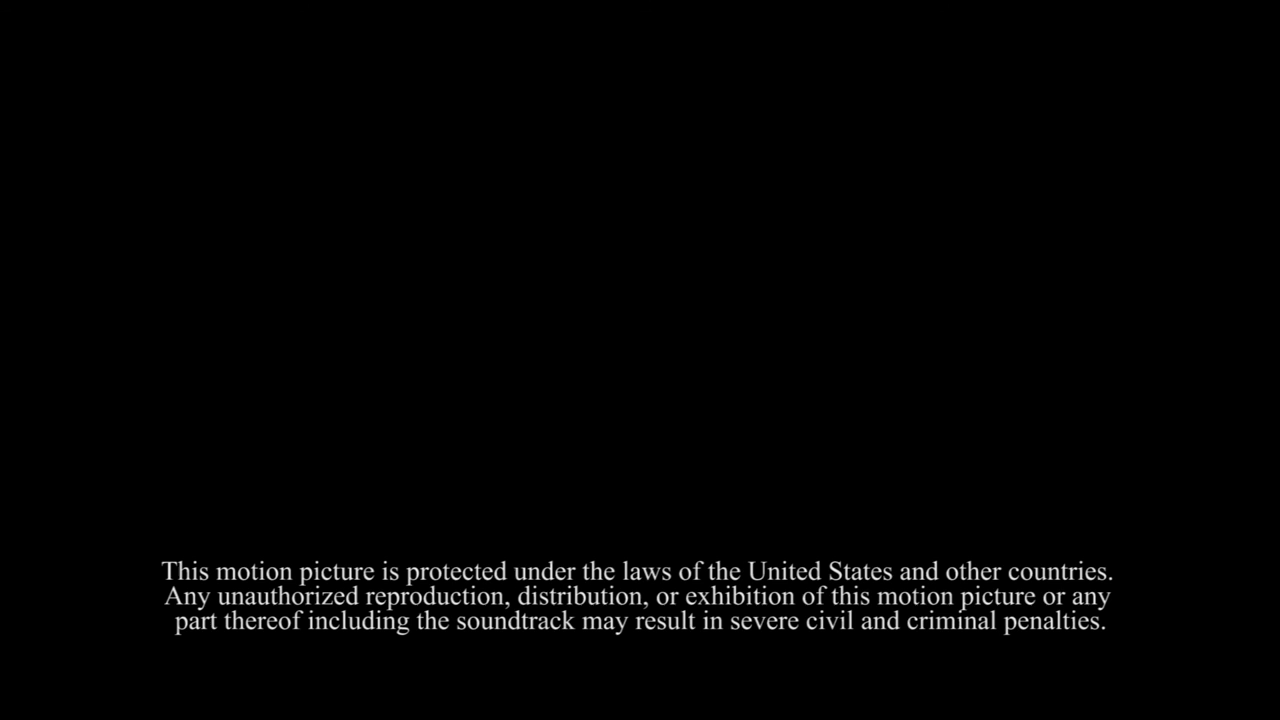 This motion picture is protected under the laws of the United States and other countries.
Any unauthorized reproduction, distribution, or exhibition of this motion picture or any
part thereof including the soundtrack may result in severe civil and criminal penalties.